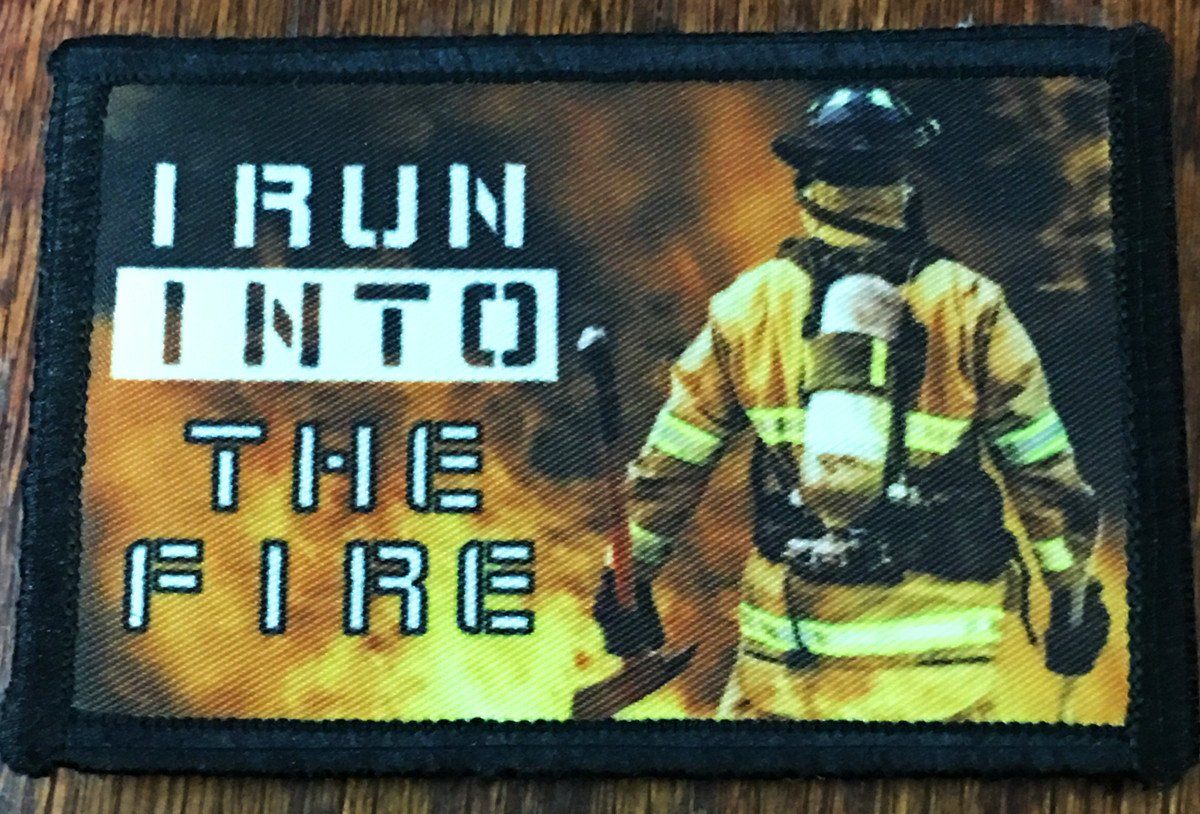 I RUN
INTO
THE
FIRE